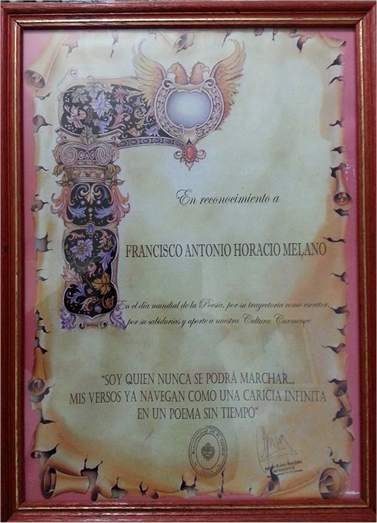 En reconocimiento a
FRANCISCO ANTONIO HORACIO MELANO
En el día mundial de la Poesía, por su trayectoria como escritor,
por su sabidurías y aporte a nuestra Cultura
"SOY QUIEN NUNCA SE PODRÁ MARCHAR...
MIS VERSOS YA NAVEGAN COMO UNA CARICIA INFINITA
EN UN POEMA SIN TIEMPO"